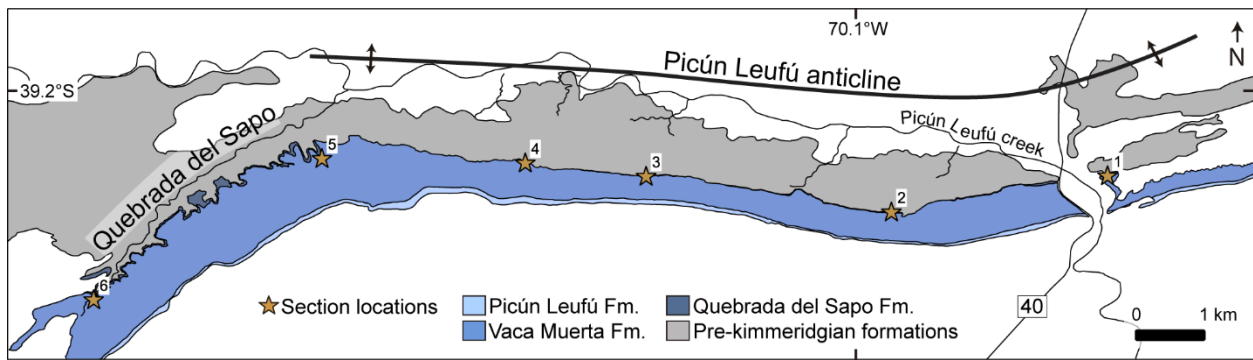 70.1°W
N
Picún Leufú anticline
39.2°S
Picún Leufú creek
Quebrada del Sapo
5
4
3
1
2
6
Section locations
Picún Leufú Fm.
Quebrada del Sapo Fm.
Vaca Muerta Fm.
Pre-kimmeridgian formations
40
0 1 km